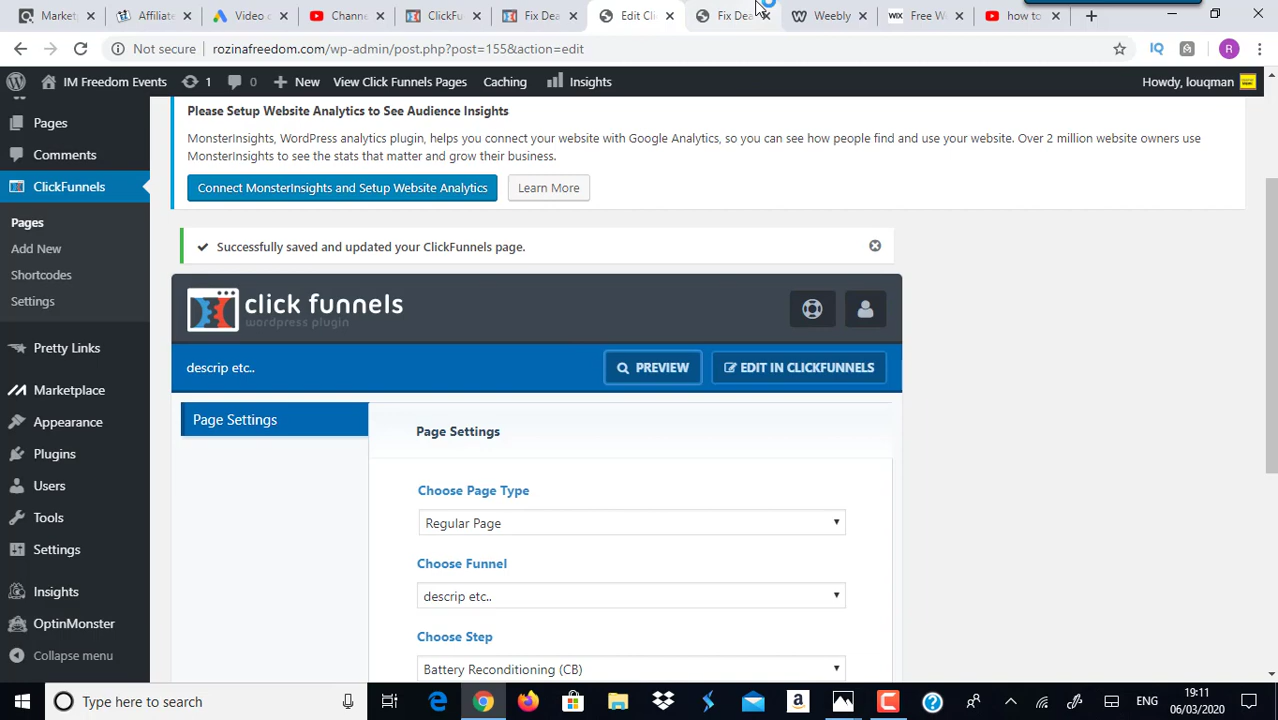 Market
Affiliate
Video c
Chann
ClickFu
Fix Dea
Edit Cli
Fix Dea
Weebly
WIX Free W
how to
Not secure rozinafreedom.com/wp-admin/post.php?post=155&action=edit
IQ
R
IM Freedom Events 1 0 New View Click Funnels Pages Caching Insights Howdy, louqman
Please Setup Website Analytics to See Audience Insights
MonsterInsights, WordPress analytics plugin, helps you connect your website with Google Analytics, so you can see how people find and use your website. Over 2 million website owners use
MonsterInsights to see the stats that matter and grow their business.
Connect MonsterInsights and Setup Website Analytics
Learn More
Successfully saved and updated your ClickFunnels page.
click funnels
wordpress plugin
descrip etc..
PREVIEW
EDIT IN CLICKFUNNELS
Page Settings
Page Settings
Choose Page Type
Regular Page
Choose Funnel
descrip etc..
Choose Step
Battery Reconditioning (CB)
Pages
Comments
ClickFunnels
Pages
Add New
Shortcodes
Settings
Pretty Links
Marketplace
Appearance
Plugins
Users
Tools
Settings
Insights
OptinMonster
Collapse menu
Type here to search
ENG
19:11
06/03/2020